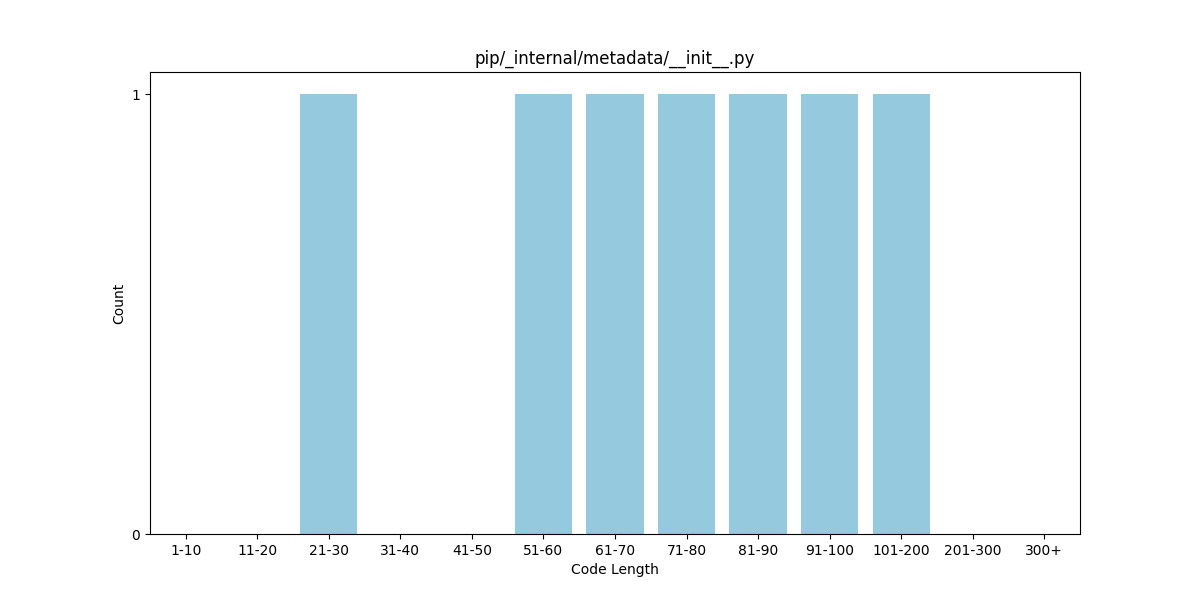 pip/_internal/metadata/__init__.py
1
Count
0
1-10 11-20 21-30 31-40 41-50 51-60 61-70 71-80 81-90 91-100 101-200 201-300 300+
Code Length